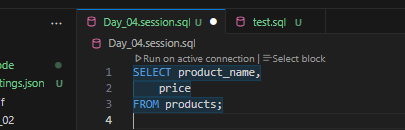 Day_04.session.sql U
test.sql U
Day_04.session.sql
Run on active connection | Select block
ode
tings.json U
f
_02
1 SELECT product_name,
2 price
3 FROM products;
4